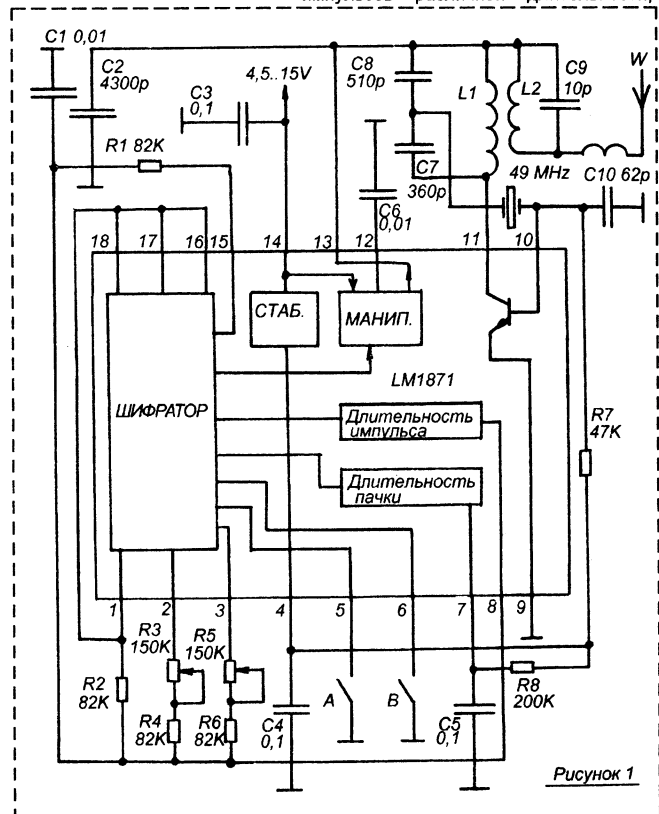 импульсов различной длительности,
C1 0,01
C2
4300p
C3
0,1
4,5..15V
C8
510p
L1
L2
C9
10p
W
R1 82K
C7
360p
49 MHz
C10 62p
C6
0,01
18 17 16 15 14 13 12 11 10
СТАБ.
МАНИП.
LM1871
ШИФРАТОР
Длительность
импульса
Длительность
пачки
R7
47K
1 2 3 4 5 6 7 8 9
R3
150K
R5
150K
R2
82K
R4
82K
R6
82K
C4
0,1
A
B
C5
0,1
R8
200K
Рисунок 1